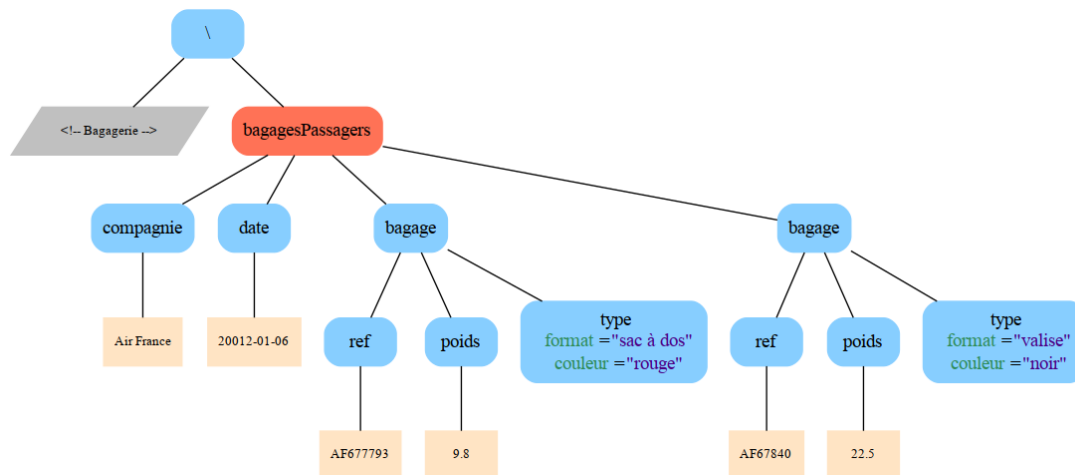 \
<!-- Bagagerie -->
bagagesPassagers
compagnie
date
bagage
bagage
Air France
20012-01-06
ref
poids
type
format ="sac à dos"
couleur ="rouge"
ref
poids
type
format ="valise"
couleur ="noir"
AF677793
9.8
AF67840
22.5